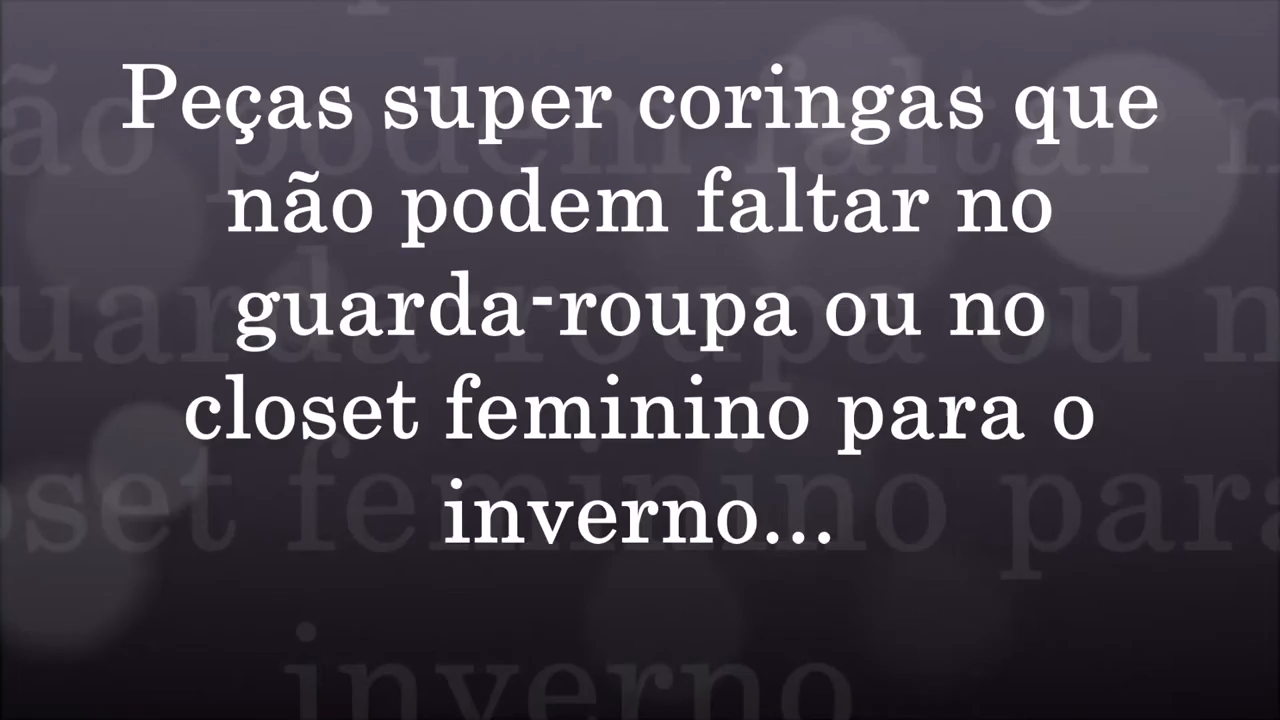 Peças super coringas que
não podem faltar no
guarda-roupa ou no
closet feminino para o
inverno...